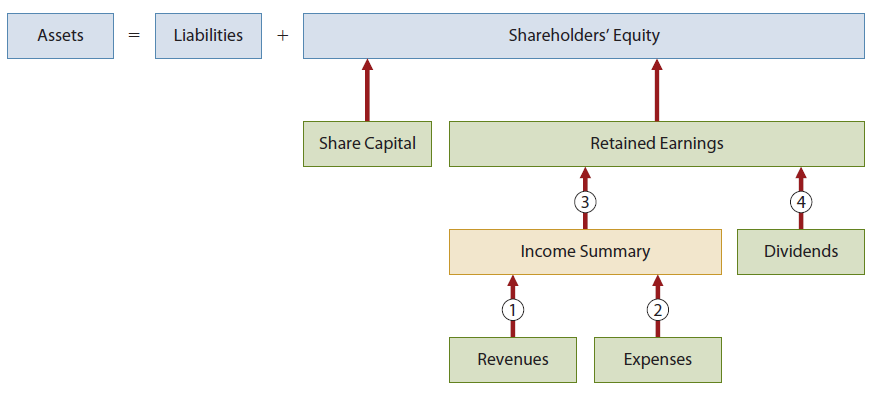 Assets = Liabilities + Shareholders’ Equity
Share Capital Retained Earnings
3 4
Income Summary Dividends
1 2
Revenues Expenses